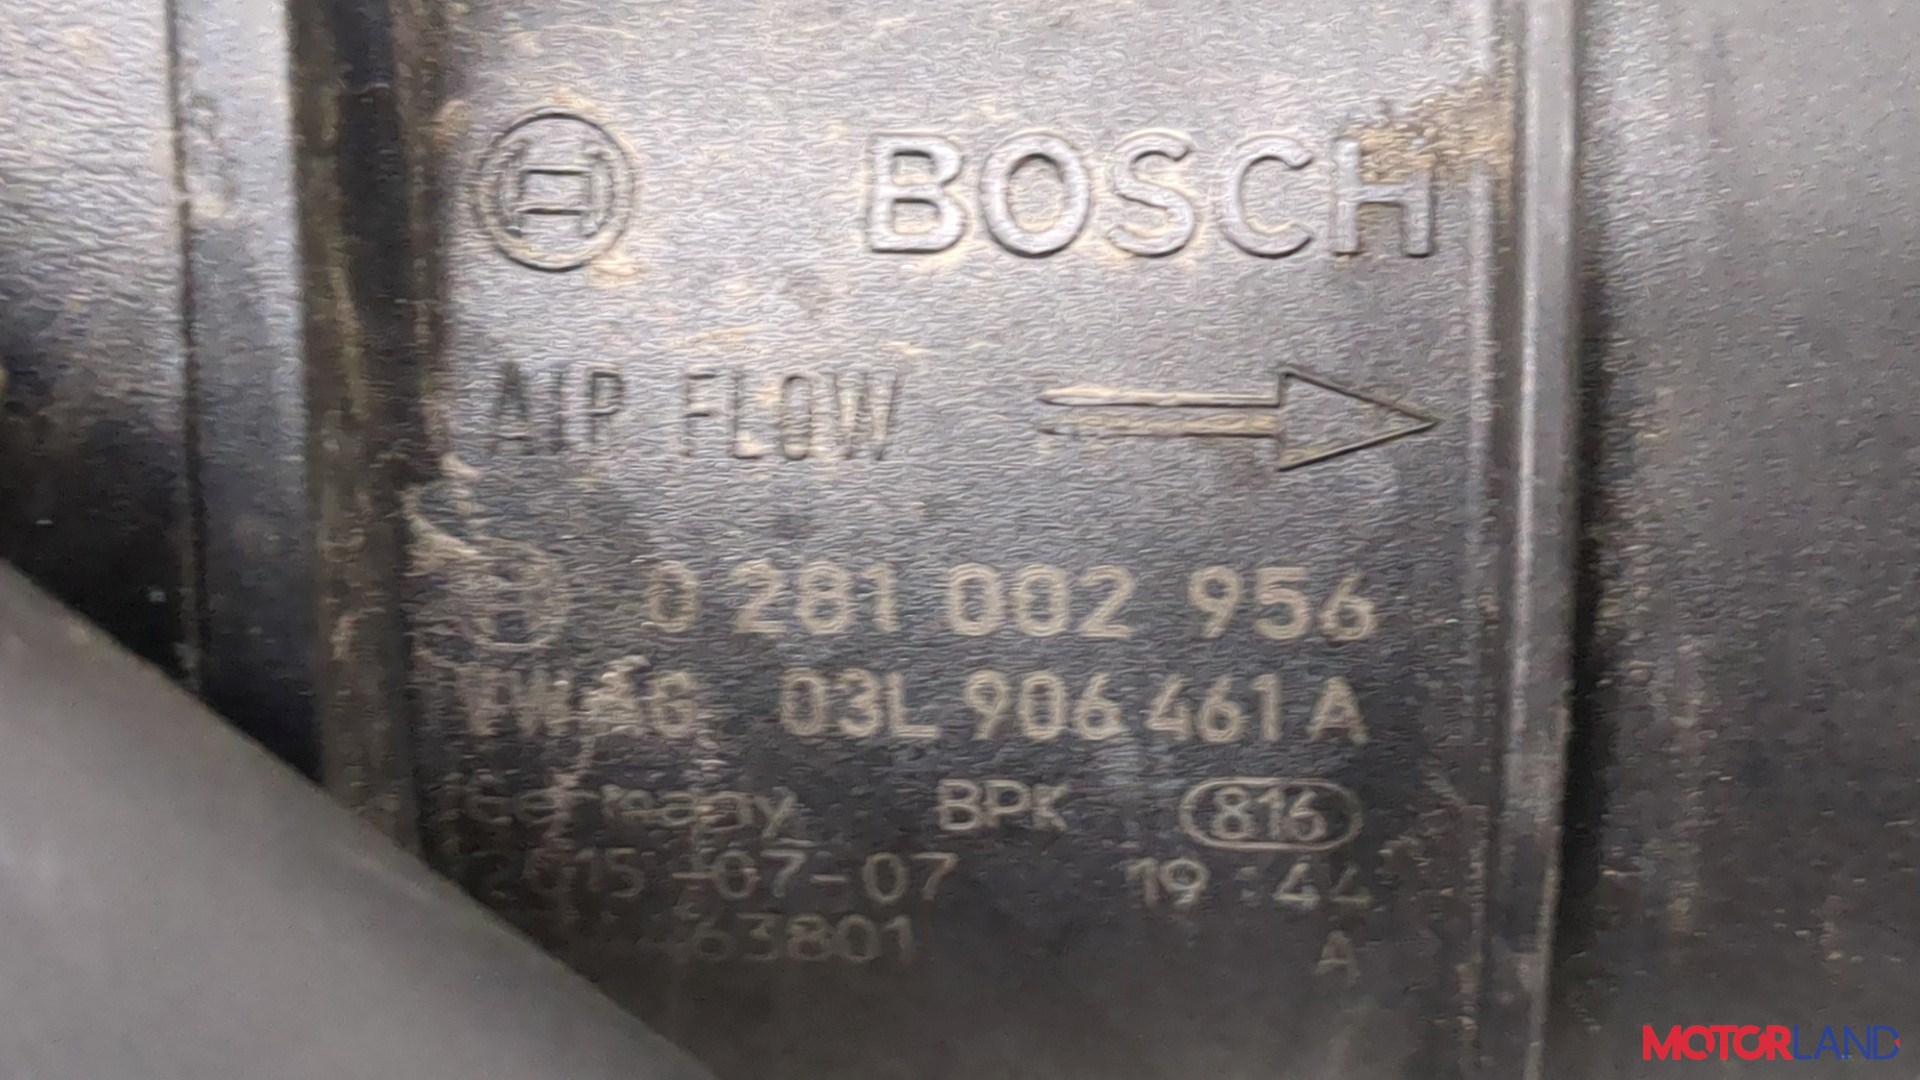 BOSCH
AIR FLOW
0 281 002 956
VWAG 03L 906 461 A
Germany BPK 816
2015-07-07 19:44
63801 A
MOTORLAND